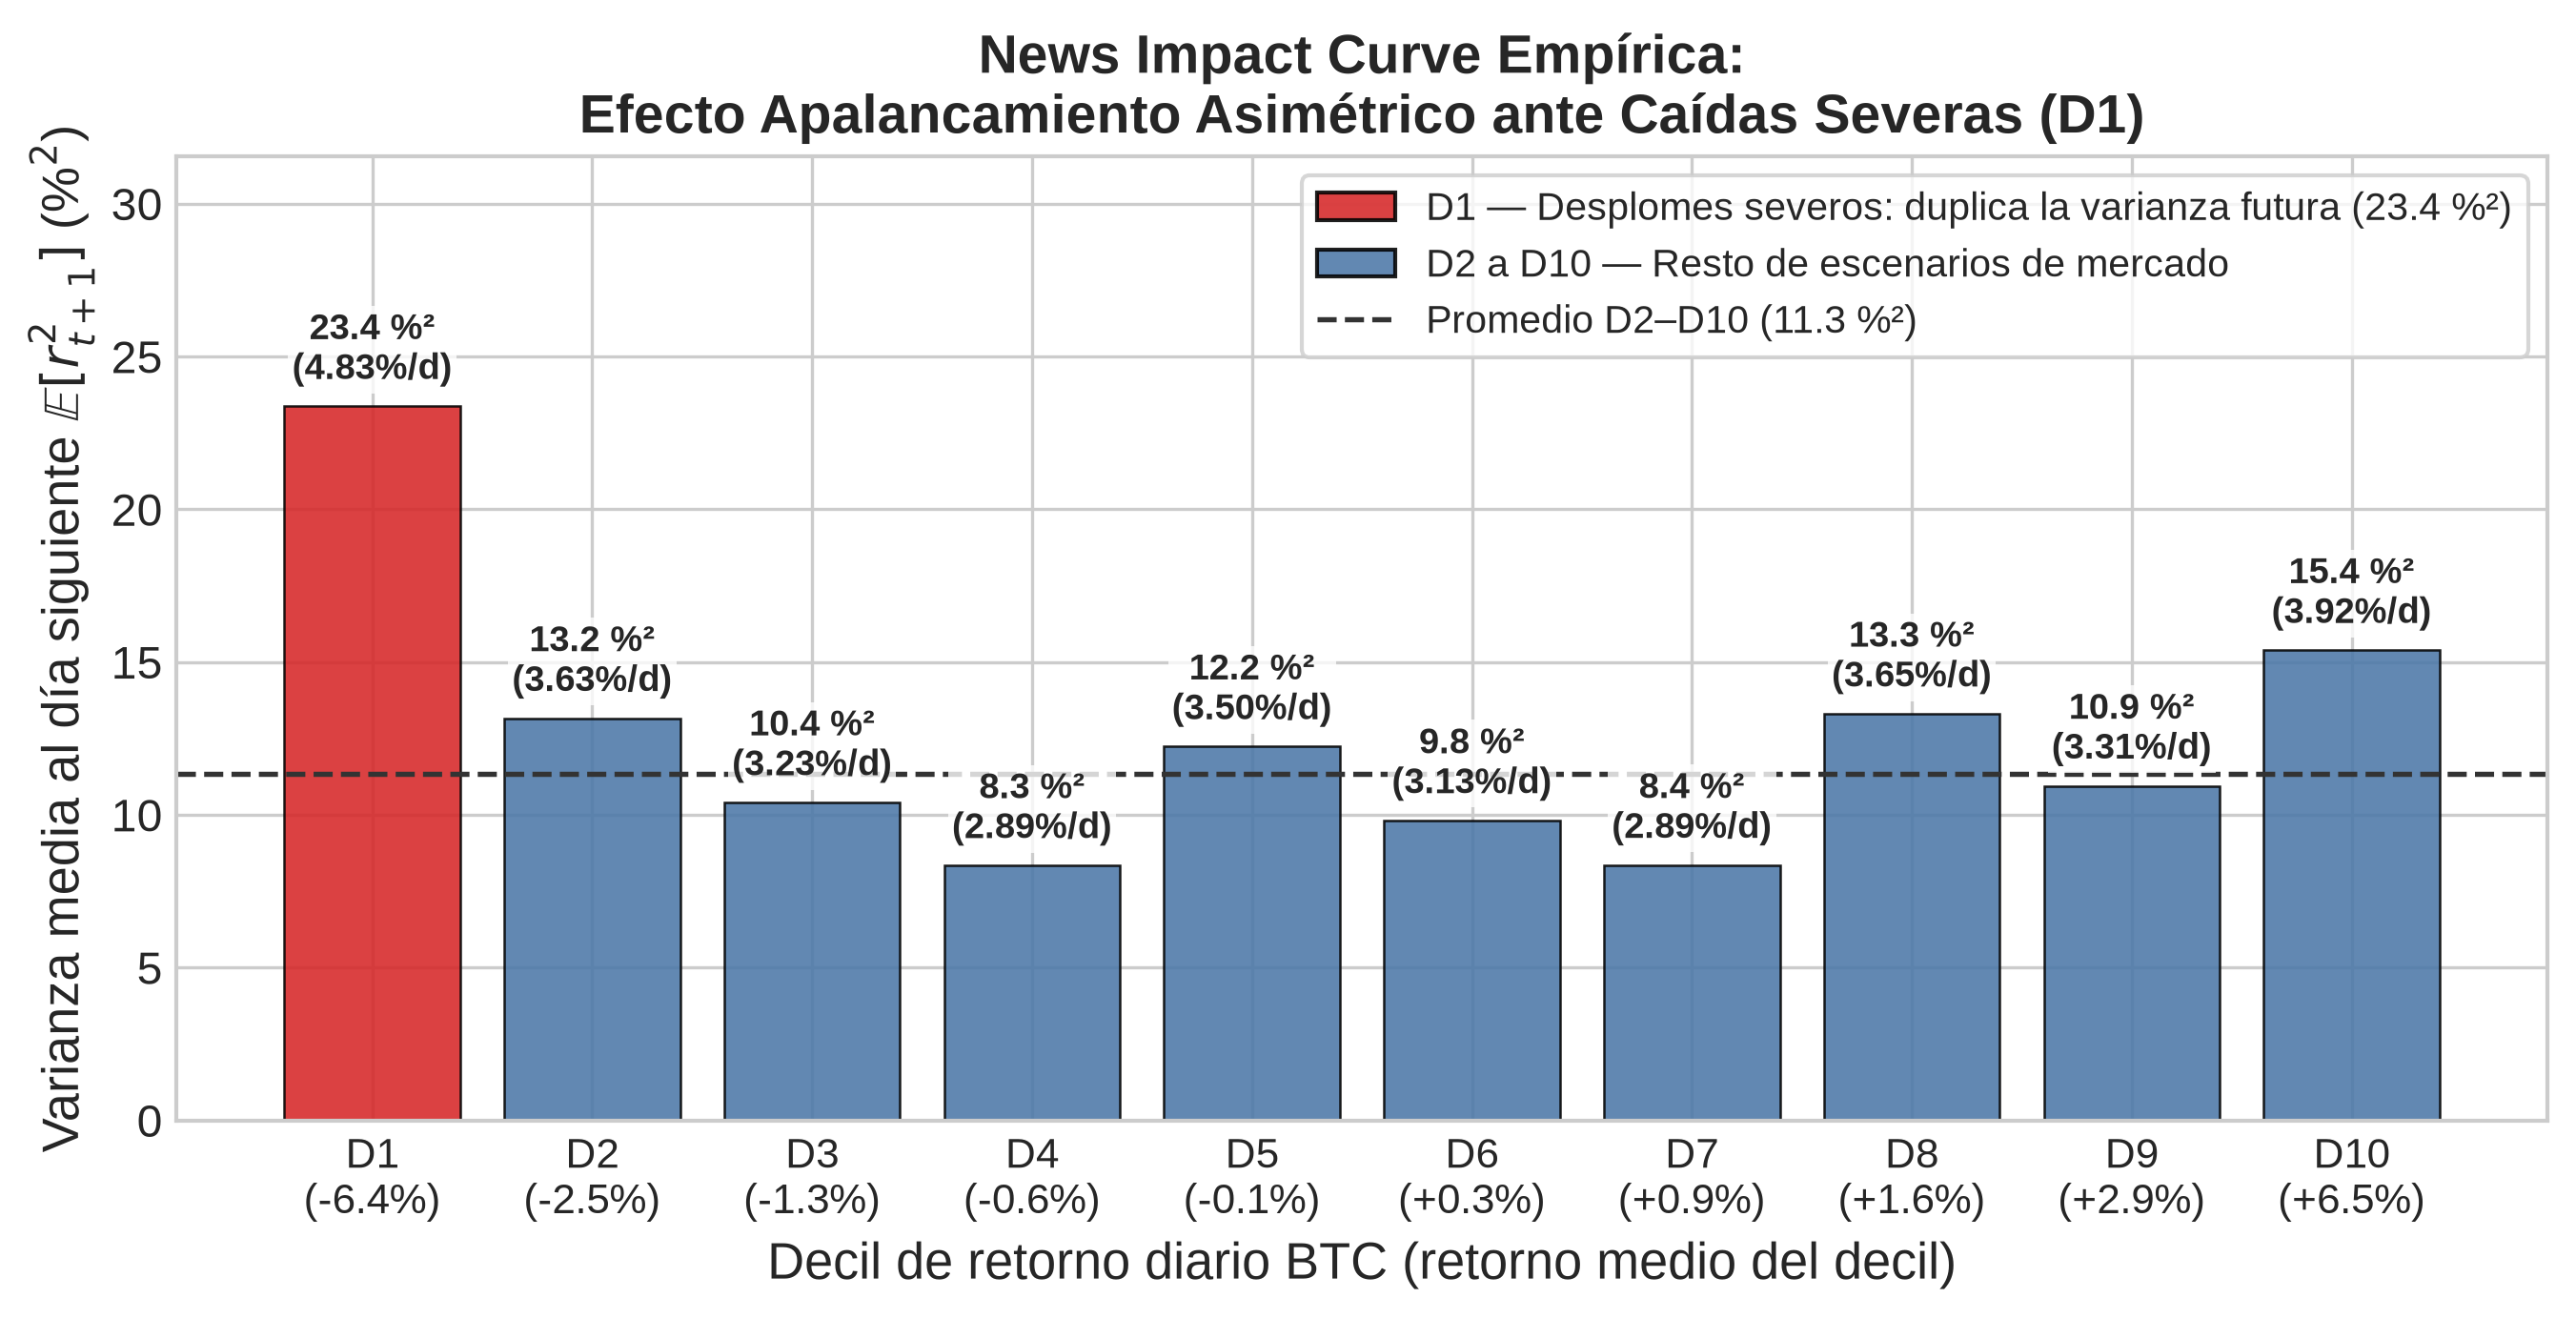 News Impact Curve Empírica:
Efecto Apalancamiento Asimétrico ante Caídas Severas (D1)
Varianza media al día siguiente 𝔼[r²ₜ₊₁] (%²)
30
25
20
15
10
5
0
D1 — Desplomes severos: duplica la varianza futura (23.4 %²)
D2 a D10 — Resto de escenarios de mercado
Promedio D2–D10 (11.3 %²)
23.4 %²
(4.83%/d)
13.2 %²
(3.63%/d)
10.4 %²
(3.23%/d)
8.3 %²
(2.89%/d)
12.2 %²
(3.50%/d)
9.8 %²
(3.13%/d)
8.4 %²
(2.89%/d)
13.3 %²
(3.65%/d)
10.9 %²
(3.31%/d)
15.4 %²
(3.92%/d)
D1
(-6.4%)
D2
(-2.5%)
D3
(-1.3%)
D4
(-0.6%)
D5
(-0.1%)
D6
(+0.3%)
D7
(+0.9%)
D8
(+1.6%)
D9
(+2.9%)
D10
(+6.5%)
Decil de retorno diario BTC (retorno medio del decil)